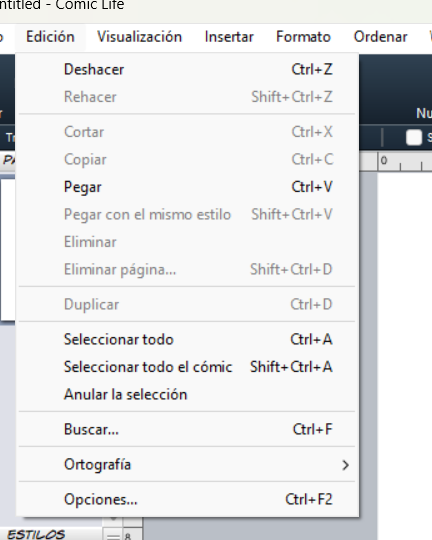 ntitled - Comic Life
Edición Visualización Insertar Formato Ordenar
Deshacer Ctrl+Z
Rehacer Shift+Ctrl+Z
Cortar Ctrl+X
Copiar Ctrl+C
Pegar Ctrl+V
Pegar con el mismo estilo Shift+Ctrl+V
Eliminar
Eliminar página... Shift+Ctrl+D
Duplicar Ctrl+D
Seleccionar todo Ctrl+A
Seleccionar todo el cómic Shift+Ctrl+A
Anular la selección
Buscar... Ctrl+F
Ortografía
Opciones... Ctrl+F2
Nu
0
ESTILOS
8